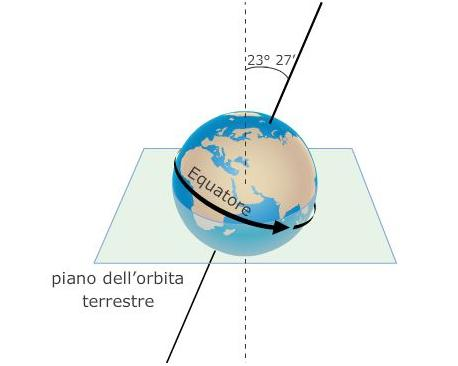 23° 27'
Equatore
piano dell'orbita
terrestre